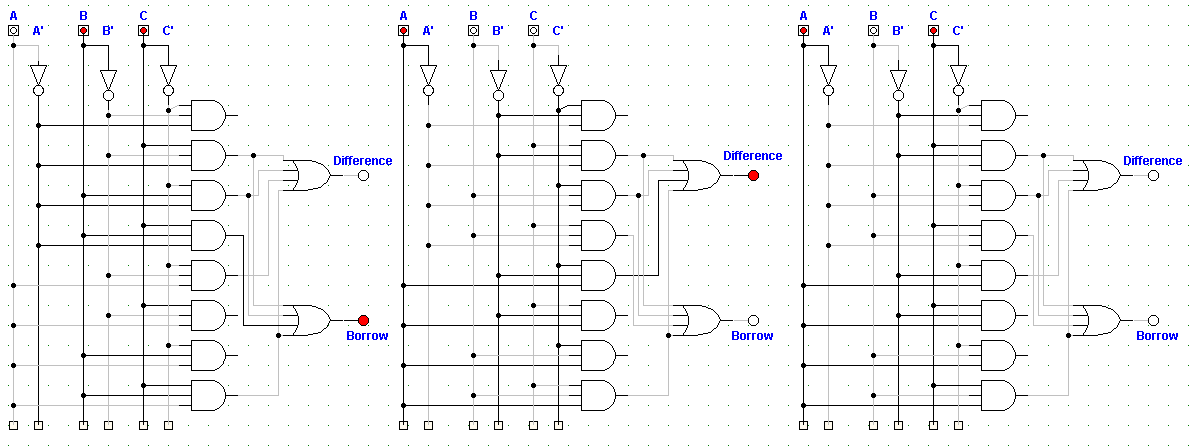 A B C A B C A B C
A' B' C' A' B' C' A' B' C'
Difference Difference Difference
Borrow Borrow Borrow